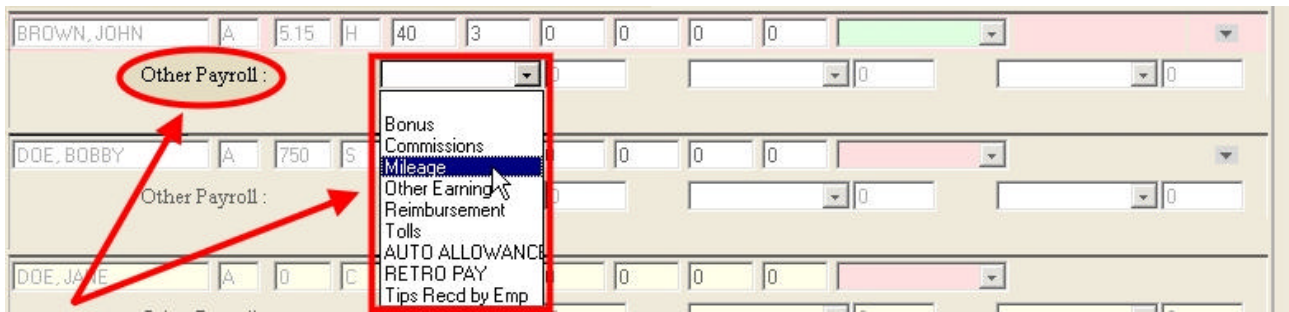 BROWN, JOHN A 5.15 H 40 3 0 0 0 0
Other Payroll : 0 0 0
Bonus
Commissions
DOE, BOBBY A 750 S 0 0 0
Mileage
Other Payroll : Other Earning 0 0
Reimbursement
Tolls
AUTO ALLOWANCE
DOE, JANE A 0 C RETRO PAY 0 0 0
Tips Recd by Emp